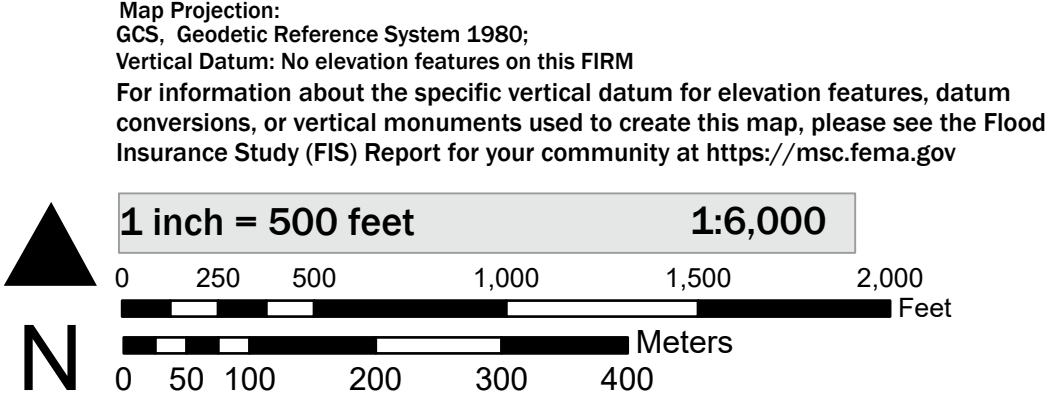 Map Projection:
GCS, Geodetic Reference System 1980;
Vertical Datum: No elevation features on this FIRM
For information about the specific vertical datum for elevation features, datum
conversions, or vertical monuments used to create this map, please see the Flood
Insurance Study (FIS) Report for your community at https://msc.fema.gov
1 inch = 500 feet 1:6,000
0 250 500 1,000 1,500 2,000
Feet
Meters
N
0 50 100 200 300 400